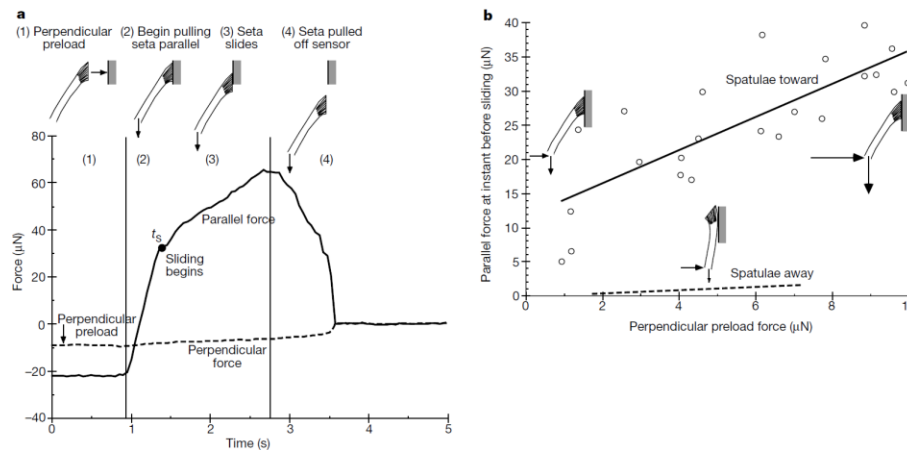 a
(1) Perpendicular preload
(2) Begin pulling seta parallel
(3) Seta slides
(4) Seta pulled off sensor
80
60
40
20
0
−20
−40
Force (µN)
(1)
(2)
(3)
(4)
tS
Sliding begins
Parallel force
Perpendicular preload
Perpendicular force
0
1
2
3
4
5
Time (s)
b
40
35
30
25
20
15
10
5
0
Parallel force at instant before sliding (µN)
Spatulae toward
Spatulae away
0
2
4
6
8
10
Perpendicular preload force (µN)